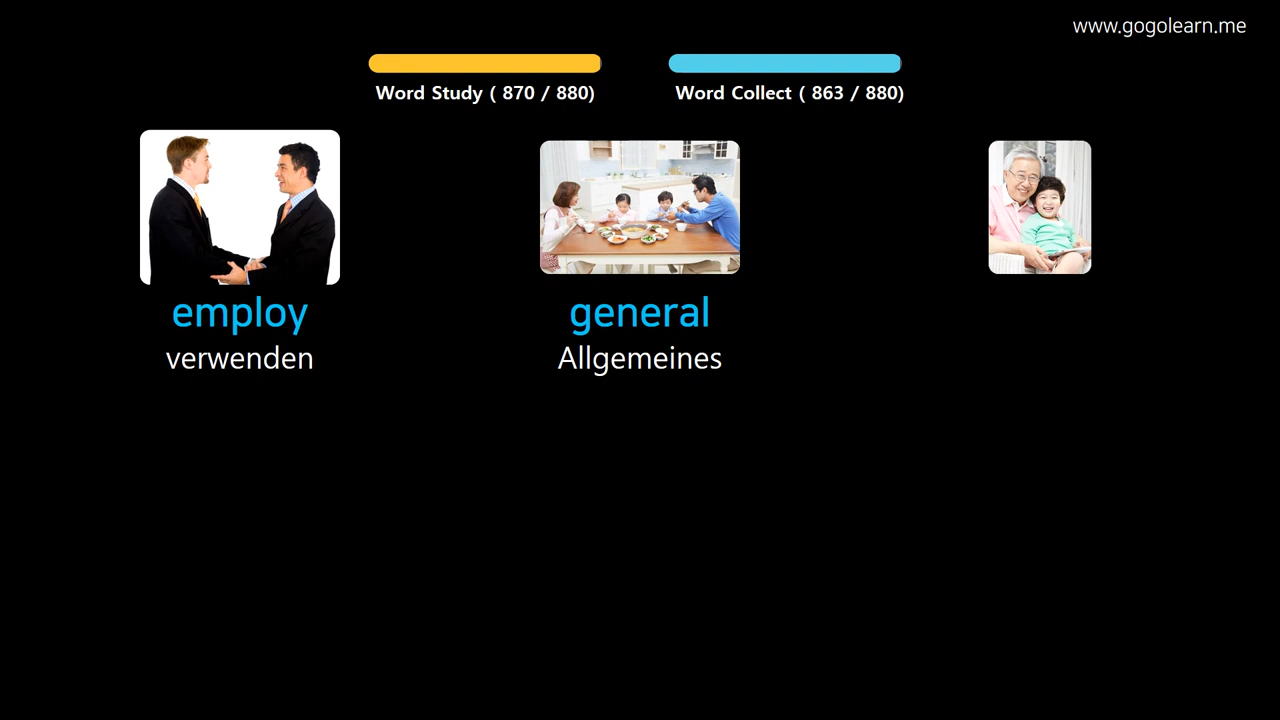 www.gogolearn.me
Word Study ( 870 / 880)
Word Collect ( 863 / 880)
employ
general
verwenden
Allgemeines